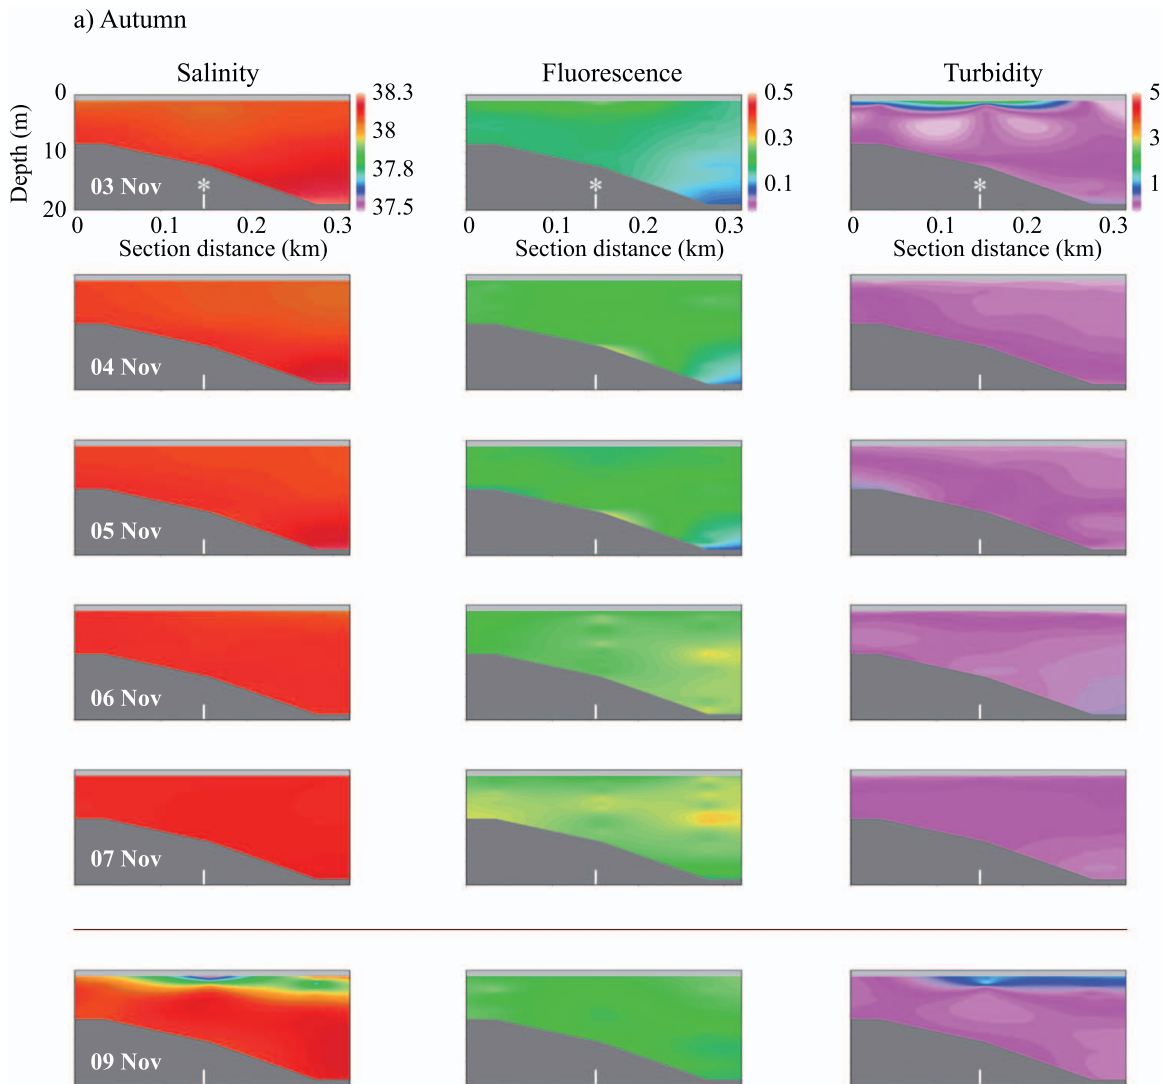 a) Autumn
Salinity Fluorescence Turbidity
0 38.3 0.5 5
38 0.3 3
Depth (m) 10 37.8 0.1 1
03 Nov * * *
20 37.5
0 0.1 0.2 0.3 0 0.1 0.2 0.3 0 0.1 0.2 0.3
Section distance (km) Section distance (km) Section distance (km)
04 Nov
05 Nov
06 Nov
07 Nov
09 Nov